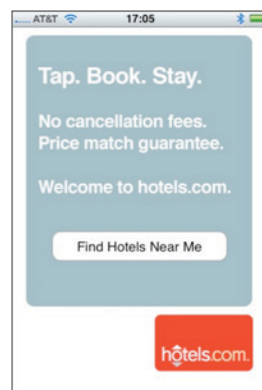 AT&T 17:05
Tap. Book. Stay.
No cancellation fees.
Price match guarantee.
Welcome to hotels.com.
Find Hotels Near Me
hotels.com.